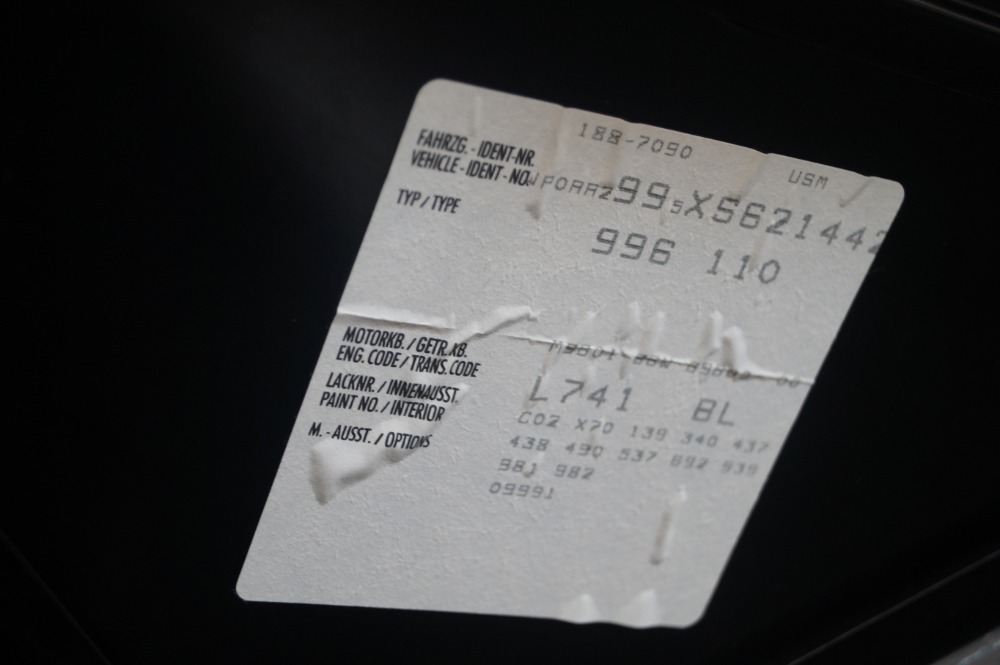 188-7090
USM
FAHRZG. - IDENT-NR.
VEHICLE - IDENT - NO. WP0AA2995XS621442
TYP / TYPE 996 110
MOTORKB. / GETR.KB.
ENG. CODE / TRANS. CODE
LACKNR. / INNENAUSST.
PAINT NO. / INTERIOR L741 BL
C02 X70 139 340 437
M. - AUSST. / OPTIONS 438 490 537 692 939
981 982
09991